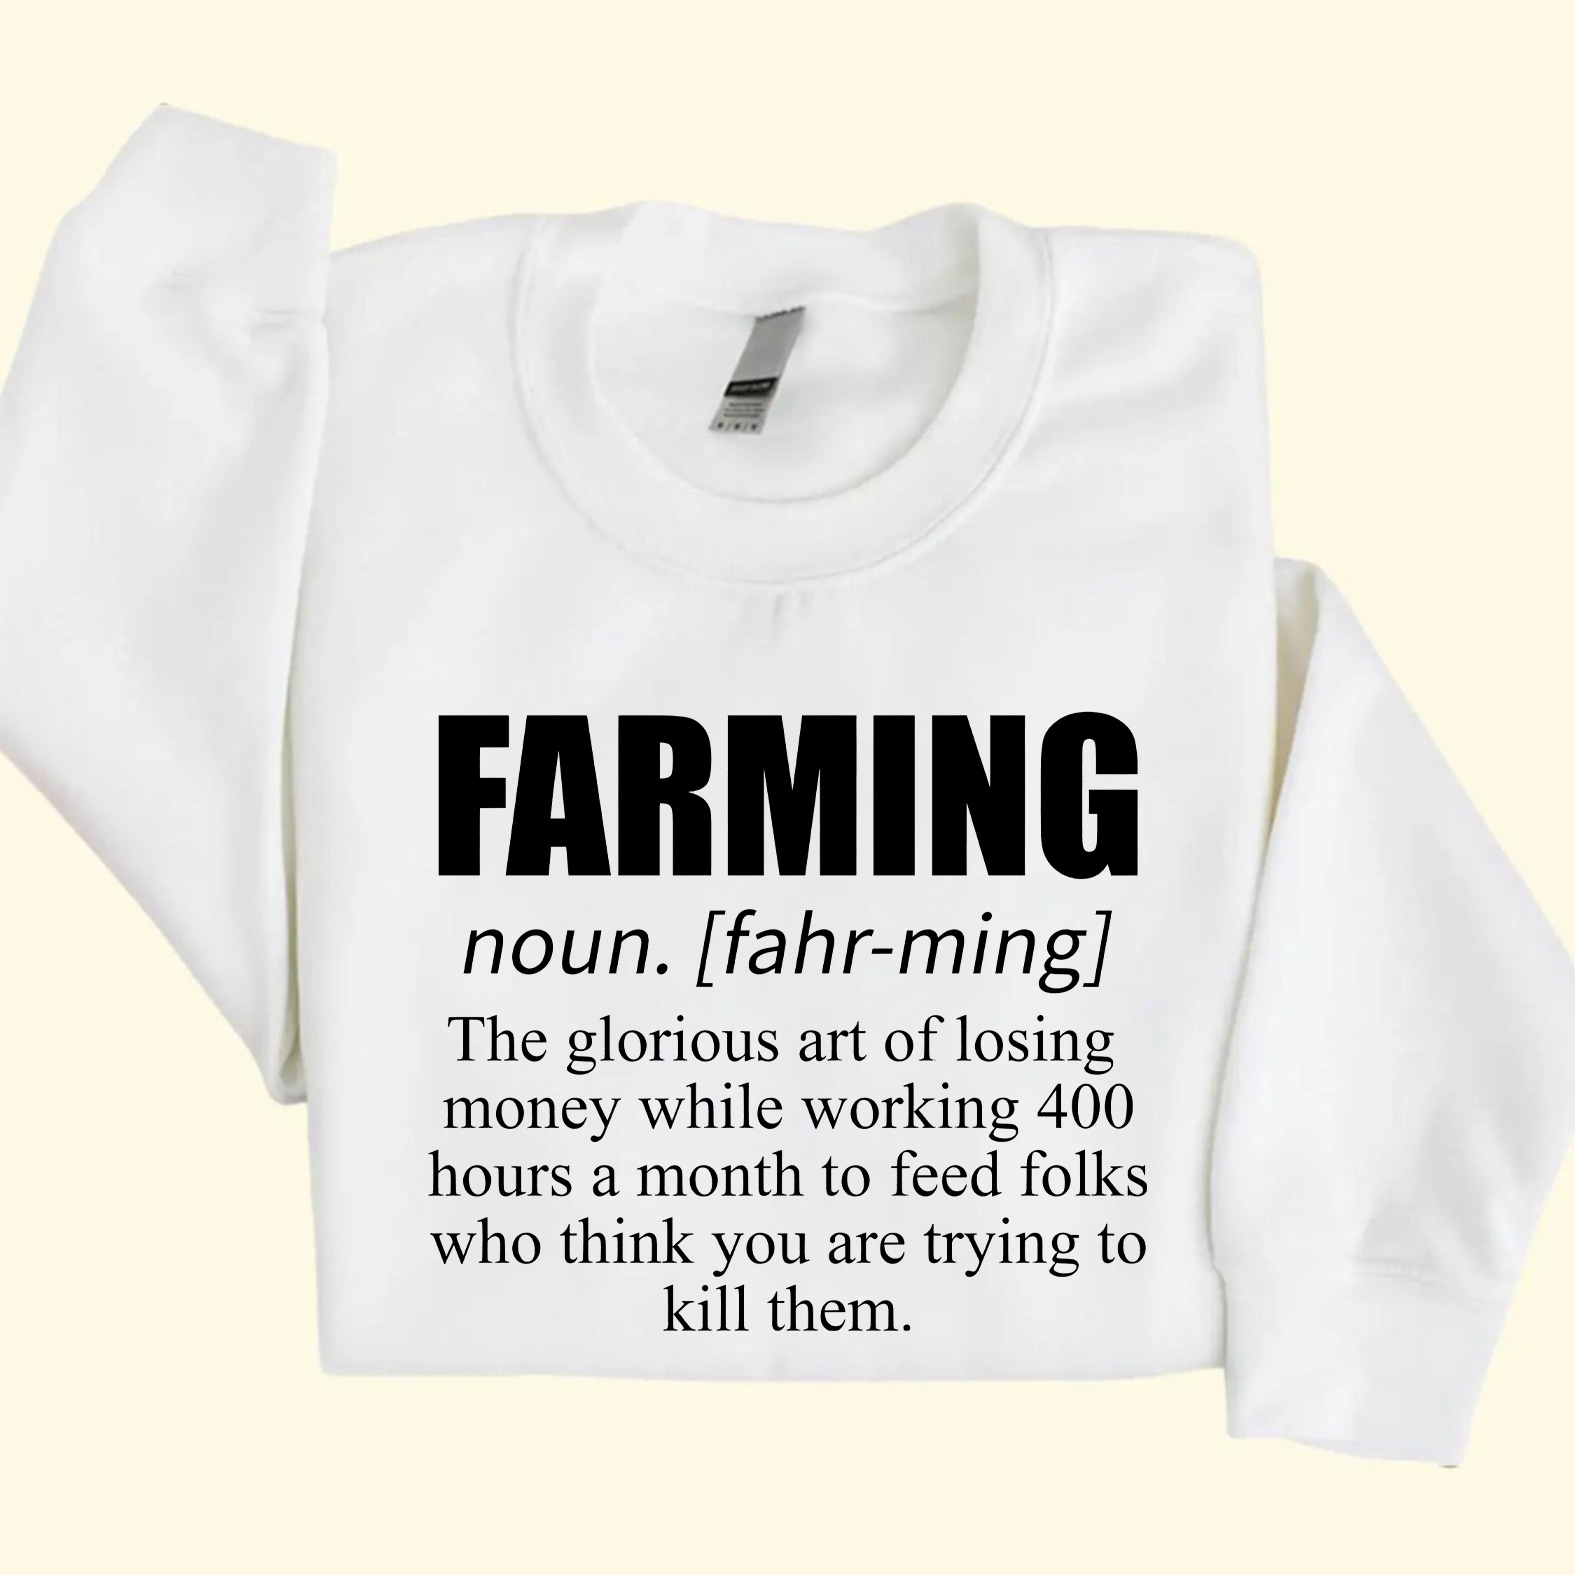 FARMING
noun. [fahr-ming]
The glorious art of losing
money while working 400
hours a month to feed folks
who think you are trying to
kill them.